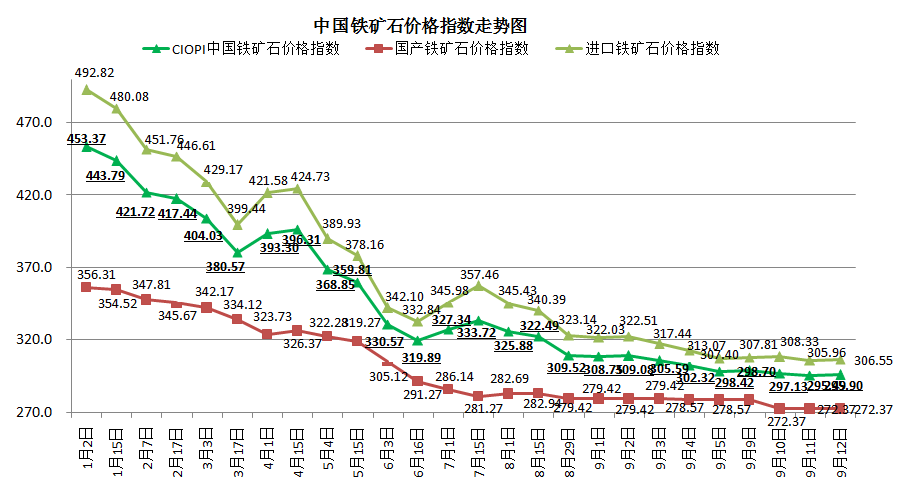 中国铁矿石价格指数走势图
CIOPI中国铁矿石价格指数 国产铁矿石价格指数 进口铁矿石价格指数
470.0
420.0
370.0
320.0
270.0
492.82 480.08 451.76 446.61 429.17 399.44 421.58 424.73 389.93 378.16 342.10 332.84 345.98 357.46 345.43 340.39 323.14 322.03 322.51 317.44 313.07 307.40 307.81 308.33 305.96 306.55
453.37 443.79 421.72 417.44 404.03 380.57 393.30 396.31 368.85 359.81 330.57 319.89 327.34 333.72 325.88 322.49 309.52 308.75 309.08 305.59 302.32 298.42 298.70 297.13 295.90
356.31 354.52 347.81 345.67 342.17 334.12 323.73 326.37 322.28 319.27 305.12 291.27 286.14 281.27 282.69 282.94 279.42 279.42 279.42 279.42 278.57 278.57 272.37 272.37 272.37
1月2日 1月15日 2月7日 2月17日 3月3日 3月17日 4月1日 4月15日 5月4日 5月15日 6月3日 6月16日 7月1日 7月15日 8月1日 8月15日 8月29日 9月1日 9月2日 9月3日 9月4日 9月5日 9月9日 9月10日 9月11日 9月12日